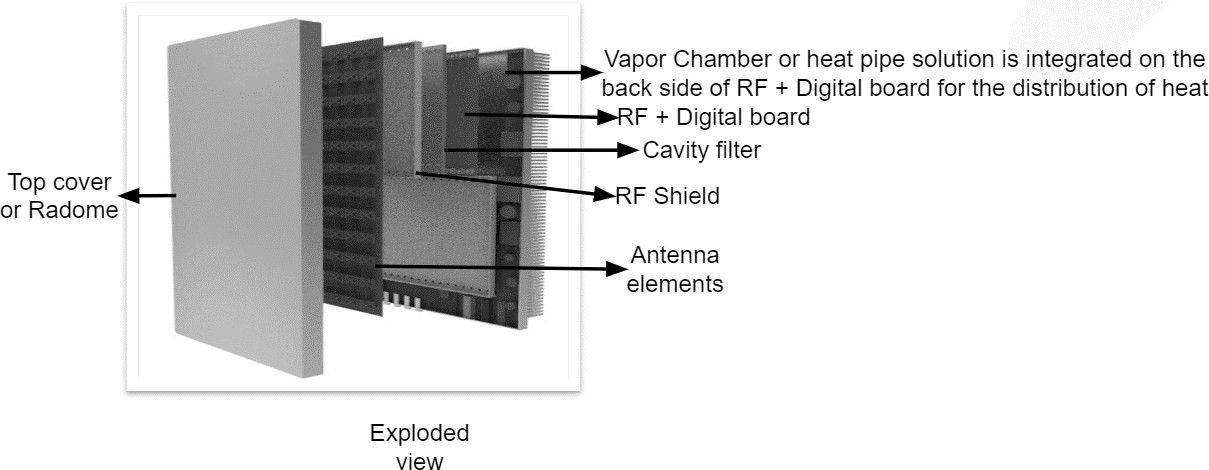 Vapor Chamber or heat pipe solution is integrated on the
back side of RF + Digital board for the distribution of heat
RF + Digital board
Cavity filter
Top cover
or Radome
RF Shield
Antenna
elements
Exploded
view